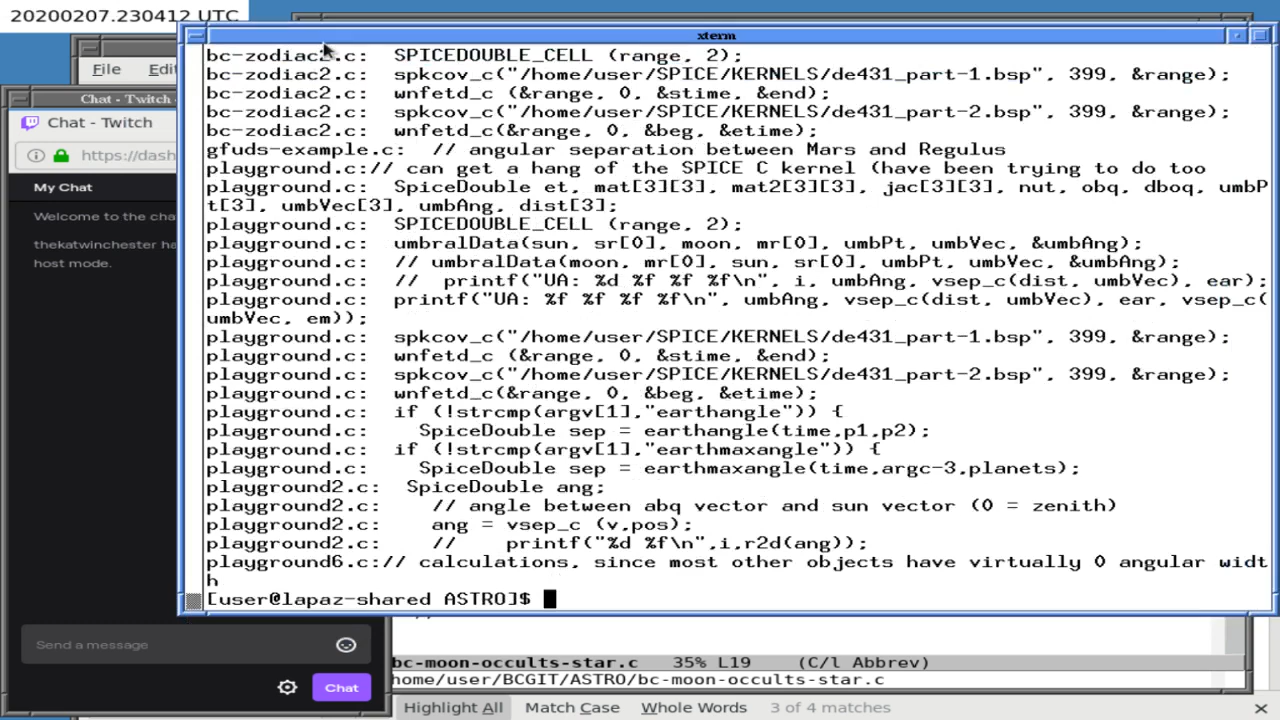 20200207.230412 UTC
xterm
File Edi
Chat - Twitch
Chat - Twitch
https://dash
My Chat
Welcome to the cha
thekatwinchester ha
host mode.
bc-zodiac2.c:  SPICEDOUBLE_CELL (range, 2);
bc-zodiac2.c:  spkcov_c("/home/user/SPICE/KERNELS/de431_part-1.bsp", 399, &range);
bc-zodiac2.c:  wnfetd_c (&range, 0, &stime, &end);
bc-zodiac2.c:  spkcov_c("/home/user/SPICE/KERNELS/de431_part-2.bsp", 399, &range);
bc-zodiac2.c:  wnfetd_c(&range, 0, &beg, &etime);
gfuds-example.c:  // angular separation between Mars and Regulus
playground.c:// can get a hang of the SPICE C kernel (have been trying to do too
playground.c:  SpiceDouble et, mat[3][3], mat2[3][3], jac[3][3], nut, obq, dboq, umbP
t[3], umbVec[3], umbAng, dist[3];
playground.c:  SPICEDOUBLE_CELL (range, 2);
playground.c:  umbralData(sun, sr[0], moon, mr[0], umbPt, umbVec, &umbAng);
playground.c:  // umbralData(moon, mr[0], sun, sr[0], umbPt, umbVec, &umbAng);
playground.c:  //  printf("UA: %d %f %f %f\n", i, umbAng, vsep_c(dist, umbVec), ear);
playground.c:  printf("UA: %f %f %f %f\n", umbAng, vsep_c(dist, umbVec), ear, vsep_c(
umbVec, em));
playground.c:  spkcov_c("/home/user/SPICE/KERNELS/de431_part-1.bsp", 399, &range);
playground.c:  wnfetd_c (&range, 0, &stime, &end);
playground.c:  spkcov_c("/home/user/SPICE/KERNELS/de431_part-2.bsp", 399, &range);
playground.c:  wnfetd_c(&range, 0, &beg, &etime);
playground.c:  if (!strcmp(argv[1],"earthangle")) {
playground.c:    SpiceDouble sep = earthangle(time,p1,p2);
playground.c:  if (!strcmp(argv[1],"earthmaxangle")) {
playground.c:    SpiceDouble sep = earthmaxangle(time,argc-3,planets);
playground2.c:  SpiceDouble ang;
playground2.c:    // angle between abq vector and sun vector (0 = zenith)
playground2.c:    ang = vsep_c (v,pos);
playground2.c:    //    printf("%d %f\n",i,r2d(ang));
playground6.c:// calculations, since most other objects have virtually 0 angular widt
h
[user@lapaz-shared ASTRO]$
Send a message
Chat
bc-moon-occults-star.c   35% L19    (C/l Abbrev)
home/user/BCGIT/ASTRO/bc-moon-occults-star.c
Highlight All Match Case Whole Words 3 of 4 matches